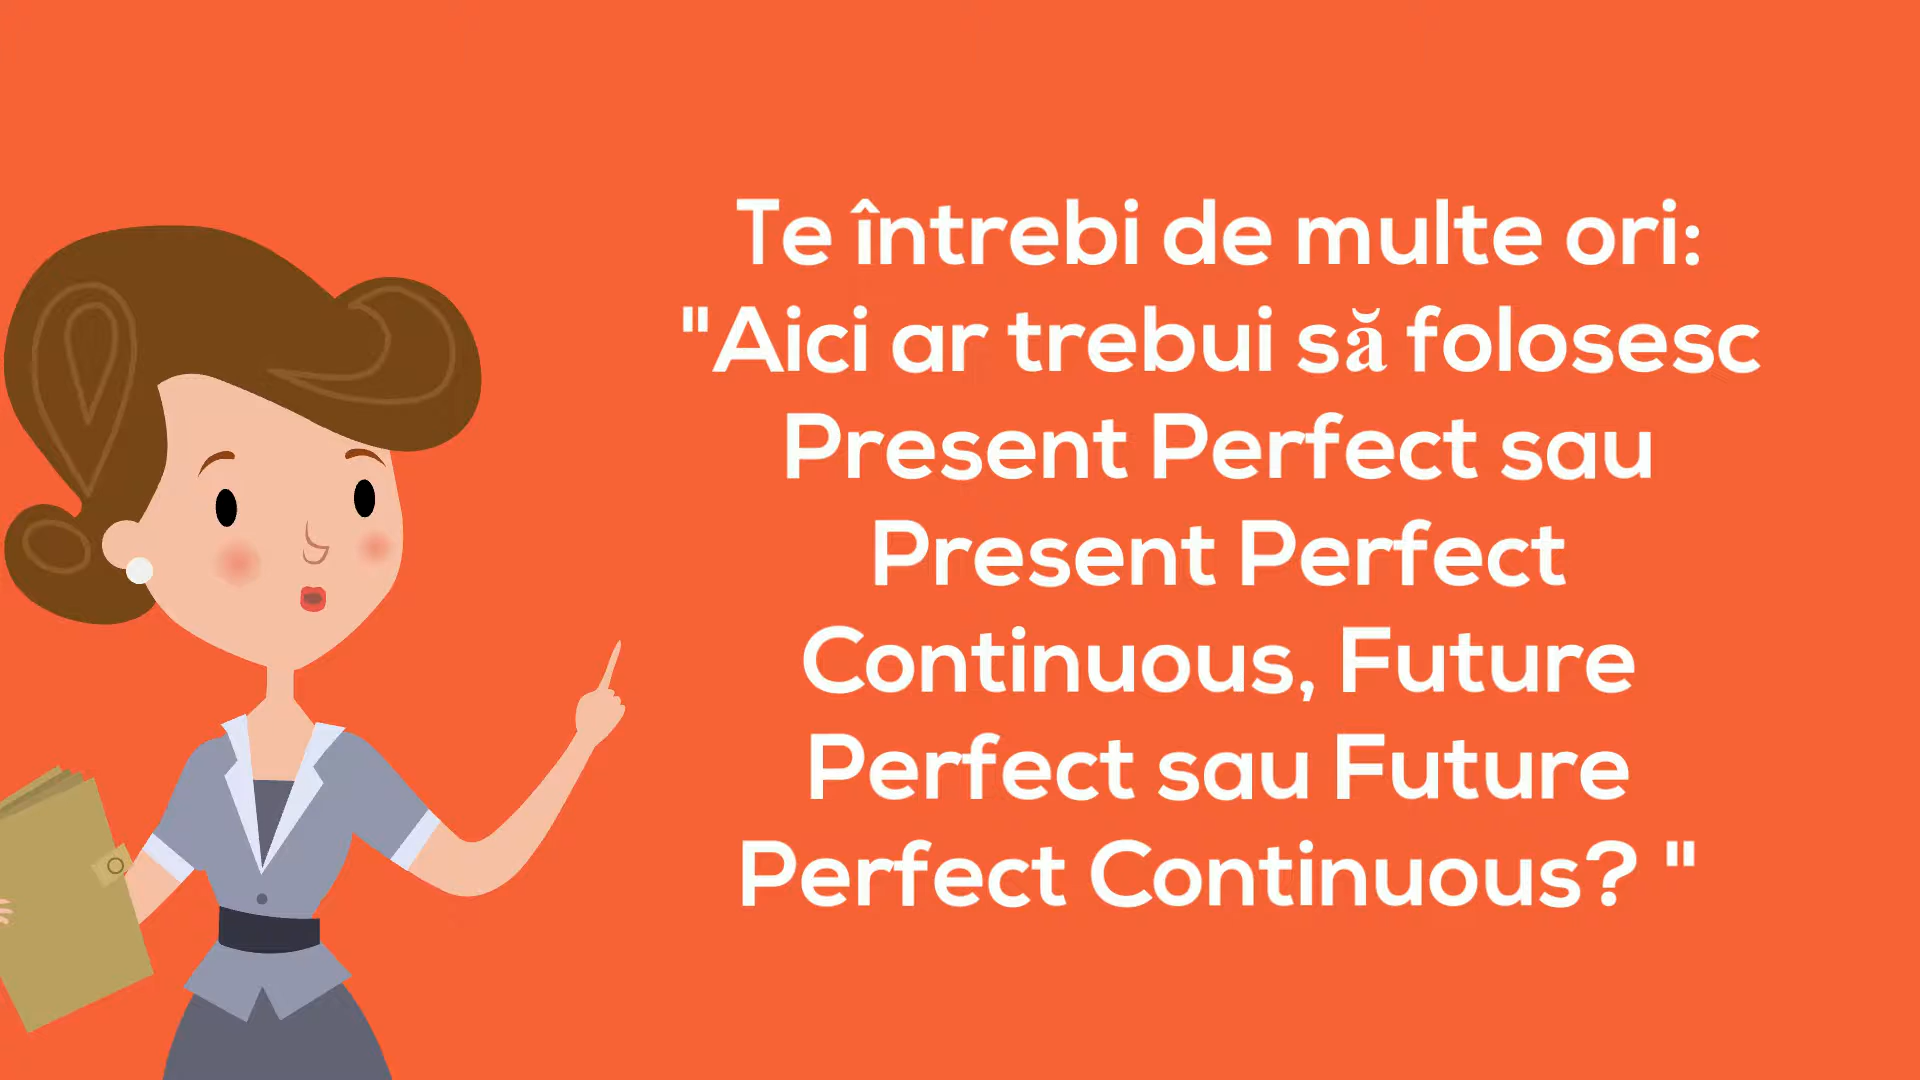 Te întrebi de multe ori:
"Aici ar trebui să folosesc
Present Perfect sau
Present Perfect
Continuous, Future
Perfect sau Future
Perfect Continuous? "